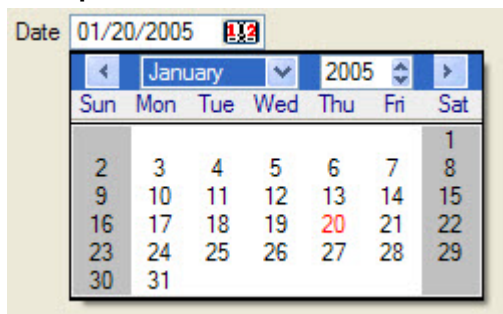 Date 01/20/2005
January 2005
Sun Mon Tue Wed Thu Fri Sat
1
2 3 4 5 6 7 8
9 10 11 12 13 14 15
16 17 18 19 20 21 22
23 24 25 26 27 28 29
30 31